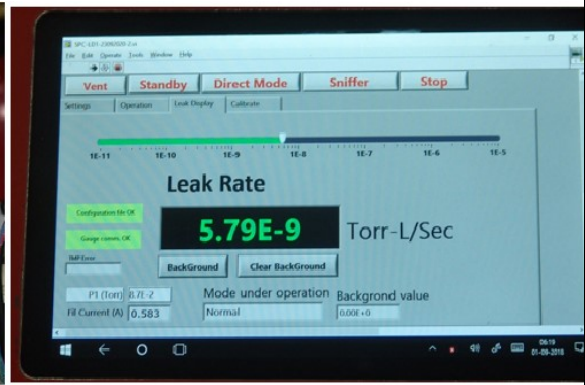 SPC-LD1-23082020-2.vi
File Edit Operate Tools Window Help
Vent Standby Direct Mode Sniffer Stop
Settings Operation Leak Display Calibrate
1E-11 1E-10 1E-9 1E-8 1E-7 1E-6 1E-5
Leak Rate
Configuration file OK
5.79E-9 Torr-L/Sec
Gauge comm. OK
BackGround Clear BackGround
P1 (Torr) 8.7E-2 Mode under operation Backgrond value
Fil Current (A) 0.583 Normal 0.00E+0
06:19
01-09-2018